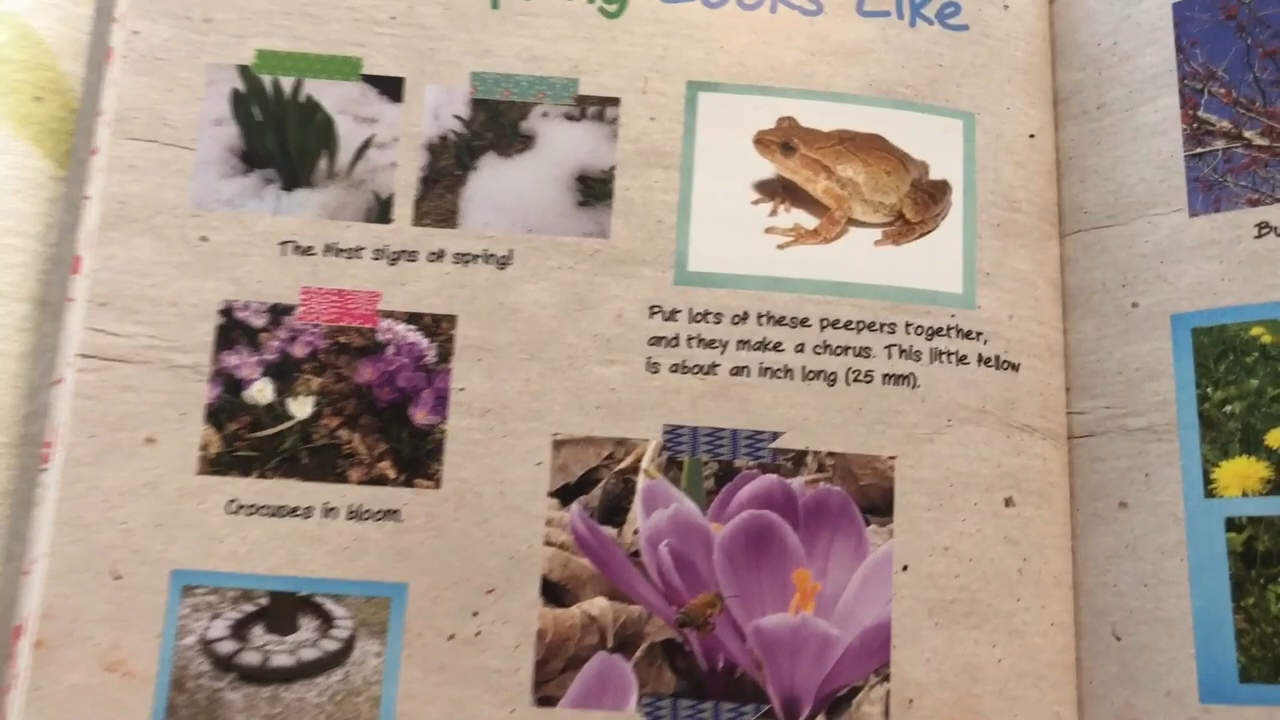 Looks Like
The first signs of spring!
Put lots of these peepers together,
and they make a chorus. This little fellow
is about an inch long (25 mm).
Crocuses in bloom.